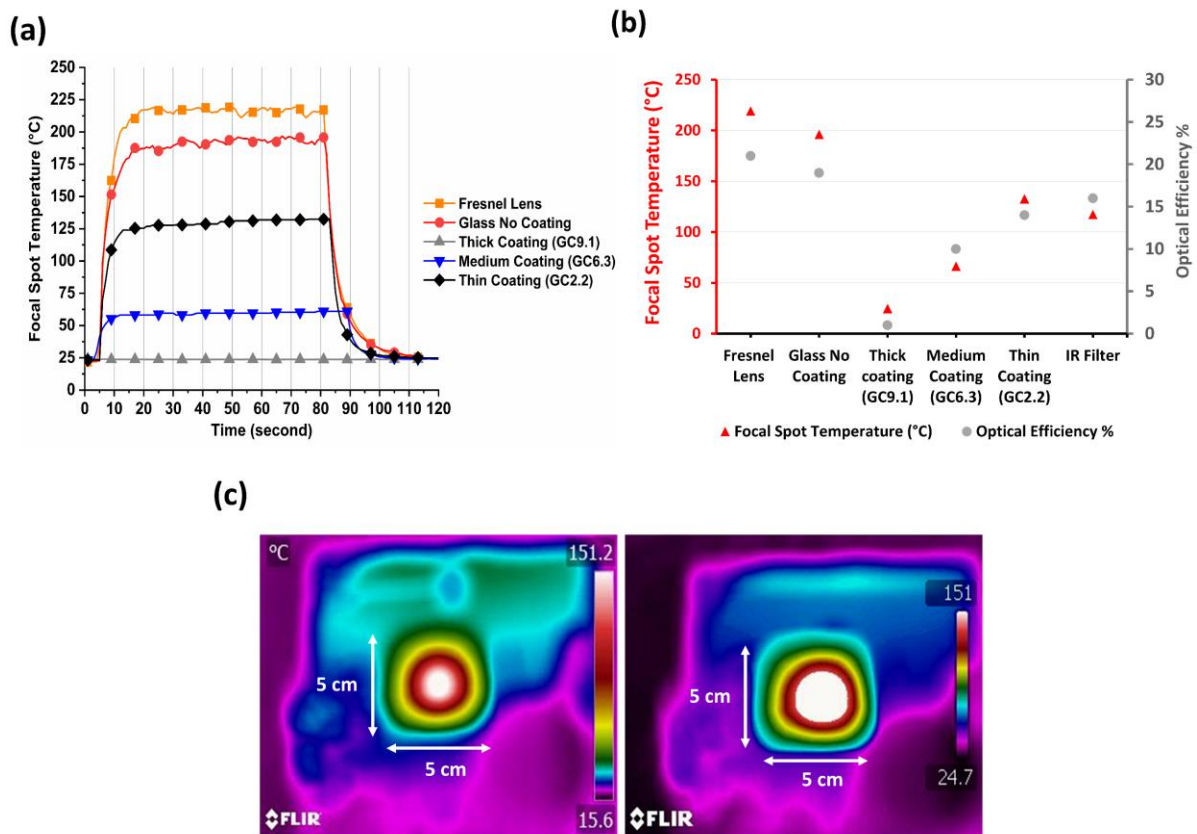 (a)
250
225
200
175
150
125
100
75
50
25
0
Focal Spot Temperature (°C)
0 10 20 30 40 50 60 70 80 90 100 110 120
Time (second)
Fresnel Lens
Glass No Coating
Thick Coating (GC9.1)
Medium Coating (GC6.3)
Thin Coating (GC2.2)
(b)
250
200
150
100
50
0
Focal Spot Temperature (°C)
30
25
20
15
10
5
0
Optical Efficiency %
Fresnel
Lens
Glass No
Coating
Thick
coating
(GC9.1)
Medium
Coating
(GC6.3)
Thin
Coating
(GC2.2)
IR Filter
Focal Spot Temperature (°C)
Optical Efficiency %
(c)
°C
151.2
5 cm
5 cm
FLIR
15.6
151
5 cm
5 cm
FLIR
24.7